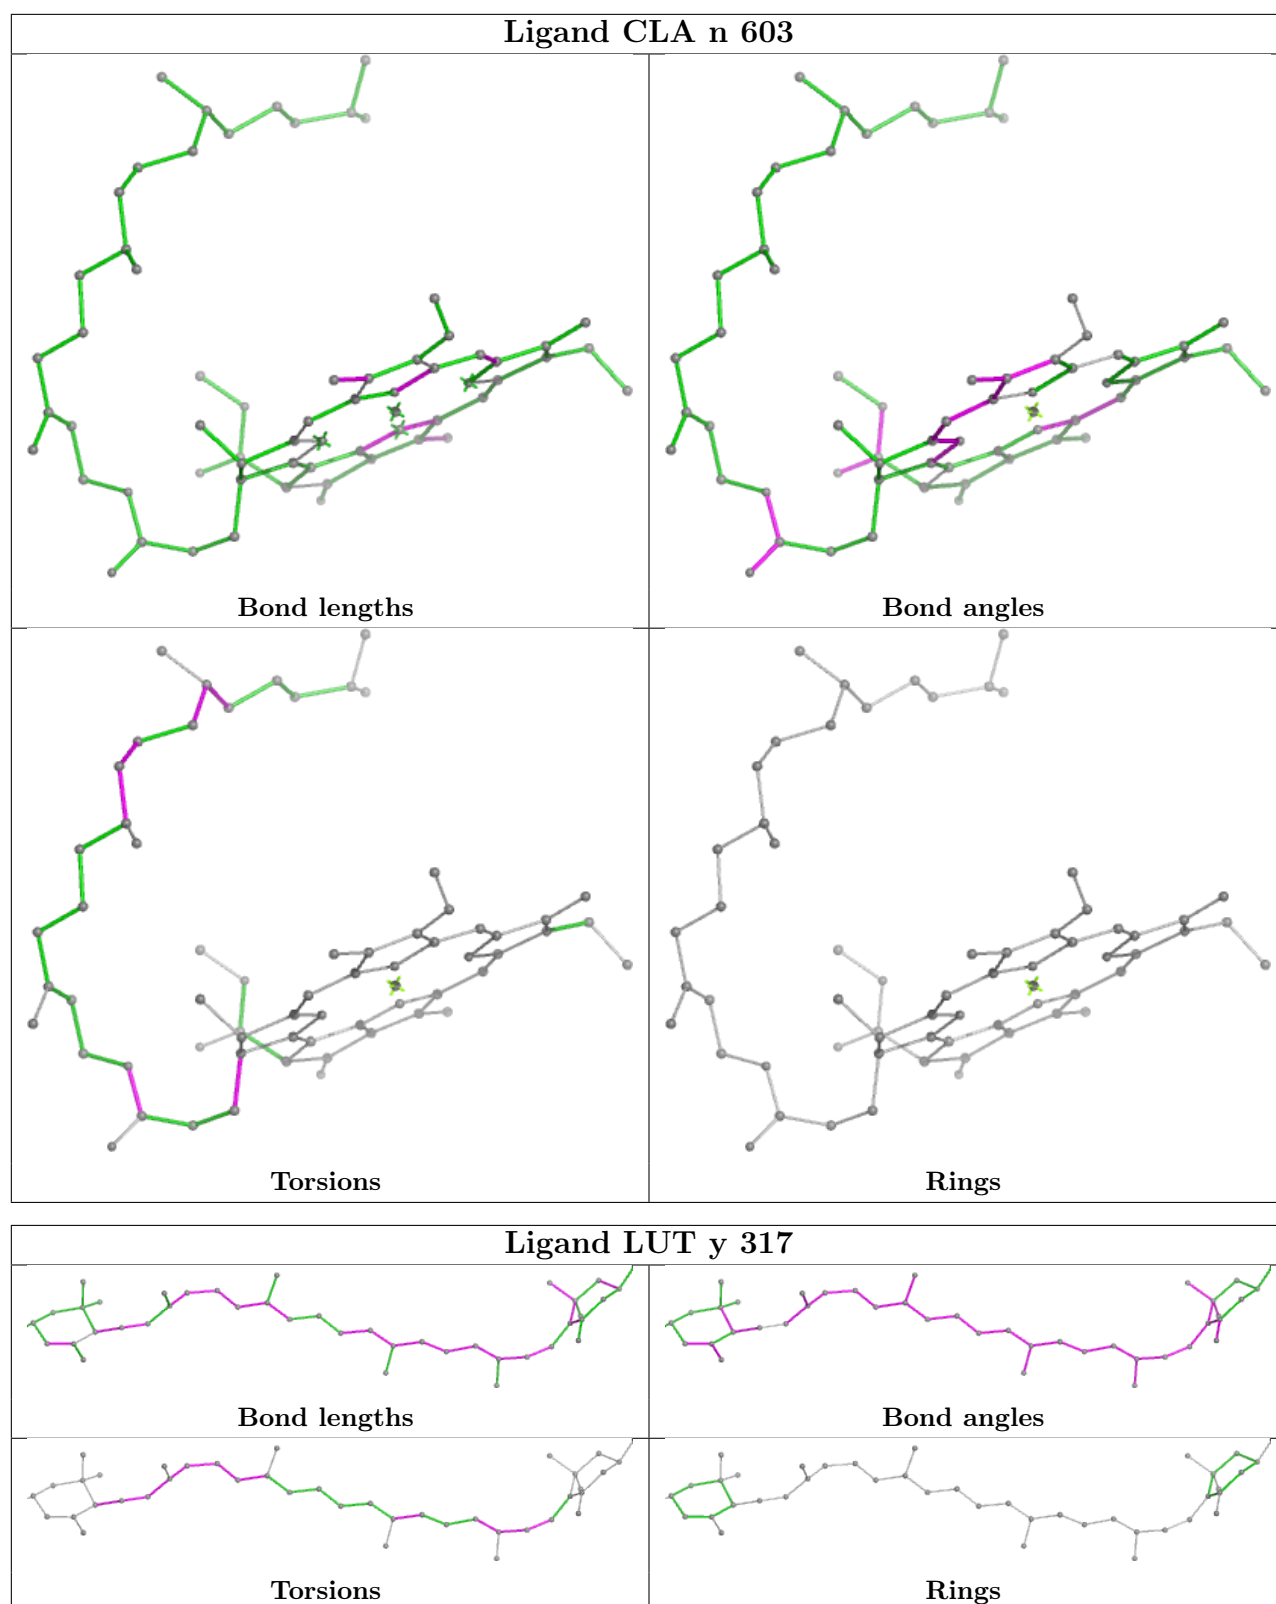 Ligand CLA n 603
Bond lengths
Bond angles
Torsions
Rings
Ligand LUT y 317
Bond lengths
Bond angles
Torsions
Rings